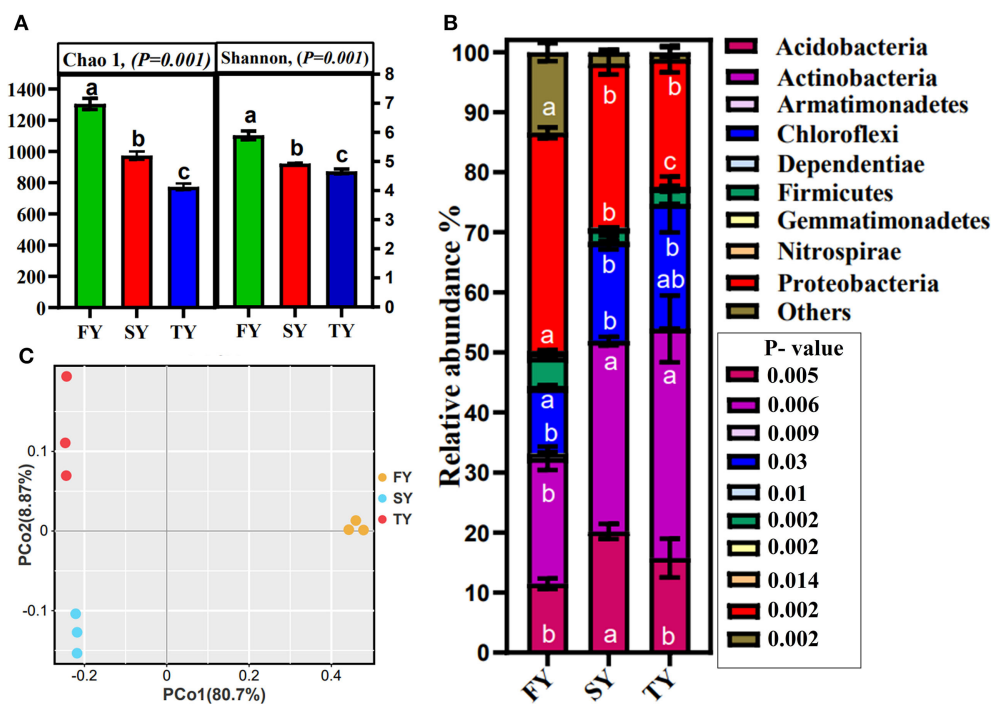 A
Chao 1, (P=0.001) Shannon, (P=0.001)
1400
1200
1000
800
600
400
200
0
a
b
c
a
b
c
8
7
6
5
4
3
2
1
0
FY SY TY FY SY TY
B
Relative abundance %
100
90
80
70
60
50
40
30
20
10
0
a
a
a
b
b
b
b
b
b
b
a
a
b
c
b
ab
a
b
FY SY TY
Acidobacteria
Actinobacteria
Armatimonadetes
Chloroflexi
Dependentiae
Firmicutes
Gemmatimonadetes
Nitrospirae
Proteobacteria
Others
P- value
0.005
0.006
0.009
0.03
0.01
0.002
0.002
0.014
0.002
0.002
C
PCo2(8.87%)
0.1
0
-0.1
-0.2 0 0.2 0.4
PCo1(80.7%)
FY
SY
TY